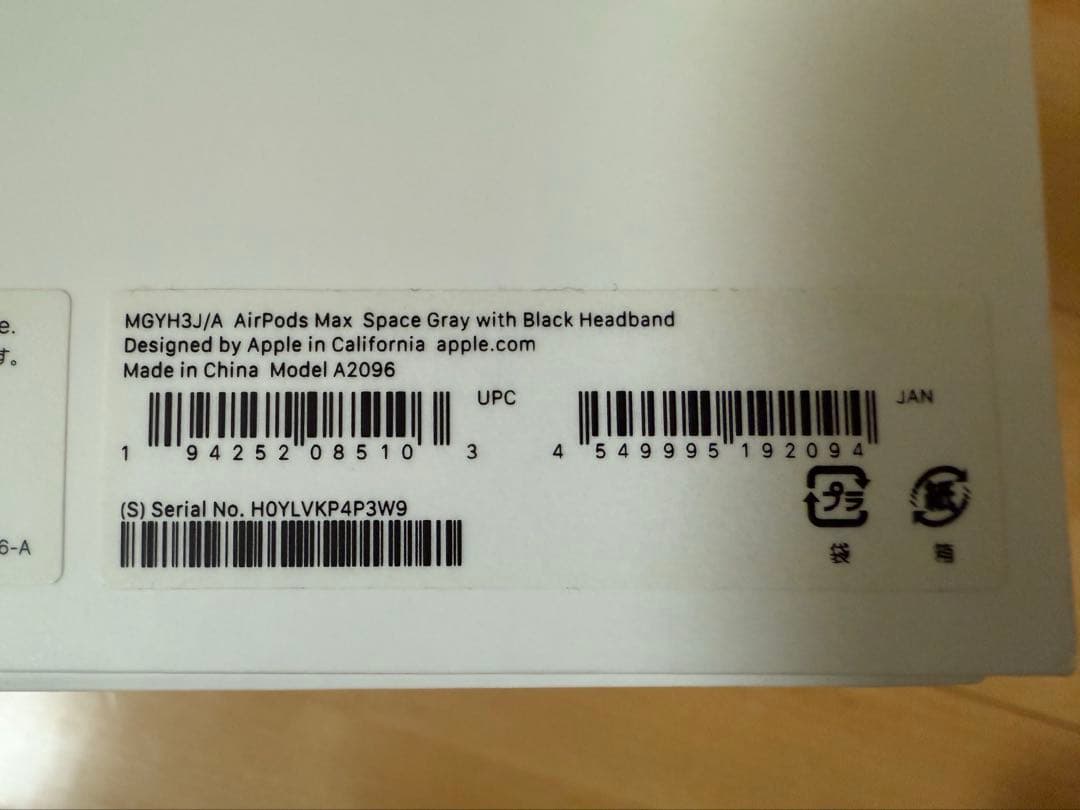 e.
す。
6-A
MGYH3J/A AirPods Max Space Gray with Black Headband
Designed by Apple in California apple.com
Made in China Model A2096
UPC
1 94252 08510 3
JAN
4 549995 192094
(S) Serial No. H0YLVKP4P3W9
プラ
袋
紙
箱